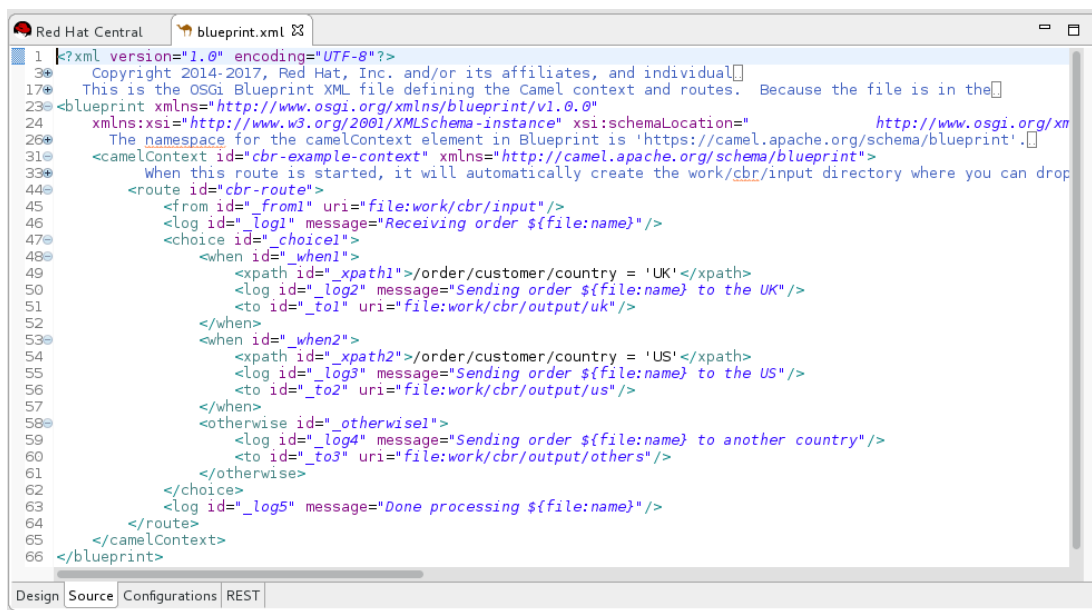 Red Hat Central blueprint.xml
1 <?xml version="1.0" encoding="UTF-8"?>
3 Copyright 2014-2017, Red Hat, Inc. and/or its affiliates, and individual..
17 This is the OSGi Blueprint XML file defining the Camel context and routes. Because the file is in the..
23 <blueprint xmlns="http://www.osgi.org/xmlns/blueprint/v1.0.0"
24 xmlns:xsi="http://www.w3.org/2001/XMLSchema-instance" xsi:schemaLocation=" http://www.osgi.org/xm
26 The namespace for the camelContext element in Blueprint is 'https://camel.apache.org/schema/blueprint'...
31 <camelContext id="cbr-example-context" xmlns="http://camel.apache.org/schema/blueprint">
33 When this route is started, it will automatically create the work/cbr/input directory where you can drop
44 <route id="cbr-route">
45 <from id="_from1" uri="file:work/cbr/input"/>
46 <log id="_log1" message="Receiving order ${file:name}"/>
47 <choice id="_choice1">
48 <when id="_when1">
49 <xpath id="_xpath1">/order/customer/country = 'UK'</xpath>
50 <log id="_log2" message="Sending order ${file:name} to the UK"/>
51 <to id="_to1" uri="file:work/cbr/output/uk"/>
52 </when>
53 <when id="_when2">
54 <xpath id="_xpath2">/order/customer/country = 'US'</xpath>
55 <log id="_log3" message="Sending order ${file:name} to the US"/>
56 <to id="_to2" uri="file:work/cbr/output/us"/>
57 </when>
58 <otherwise id="_otherwise1">
59 <log id="_log4" message="Sending order ${file:name} to another country"/>
60 <to id="_to3" uri="file:work/cbr/output/others"/>
61 </otherwise>
62 </choice>
63 <log id="_log5" message="Done processing ${file:name}"/>
64 </route>
65 </camelContext>
66 </blueprint>
Design Source Configurations REST